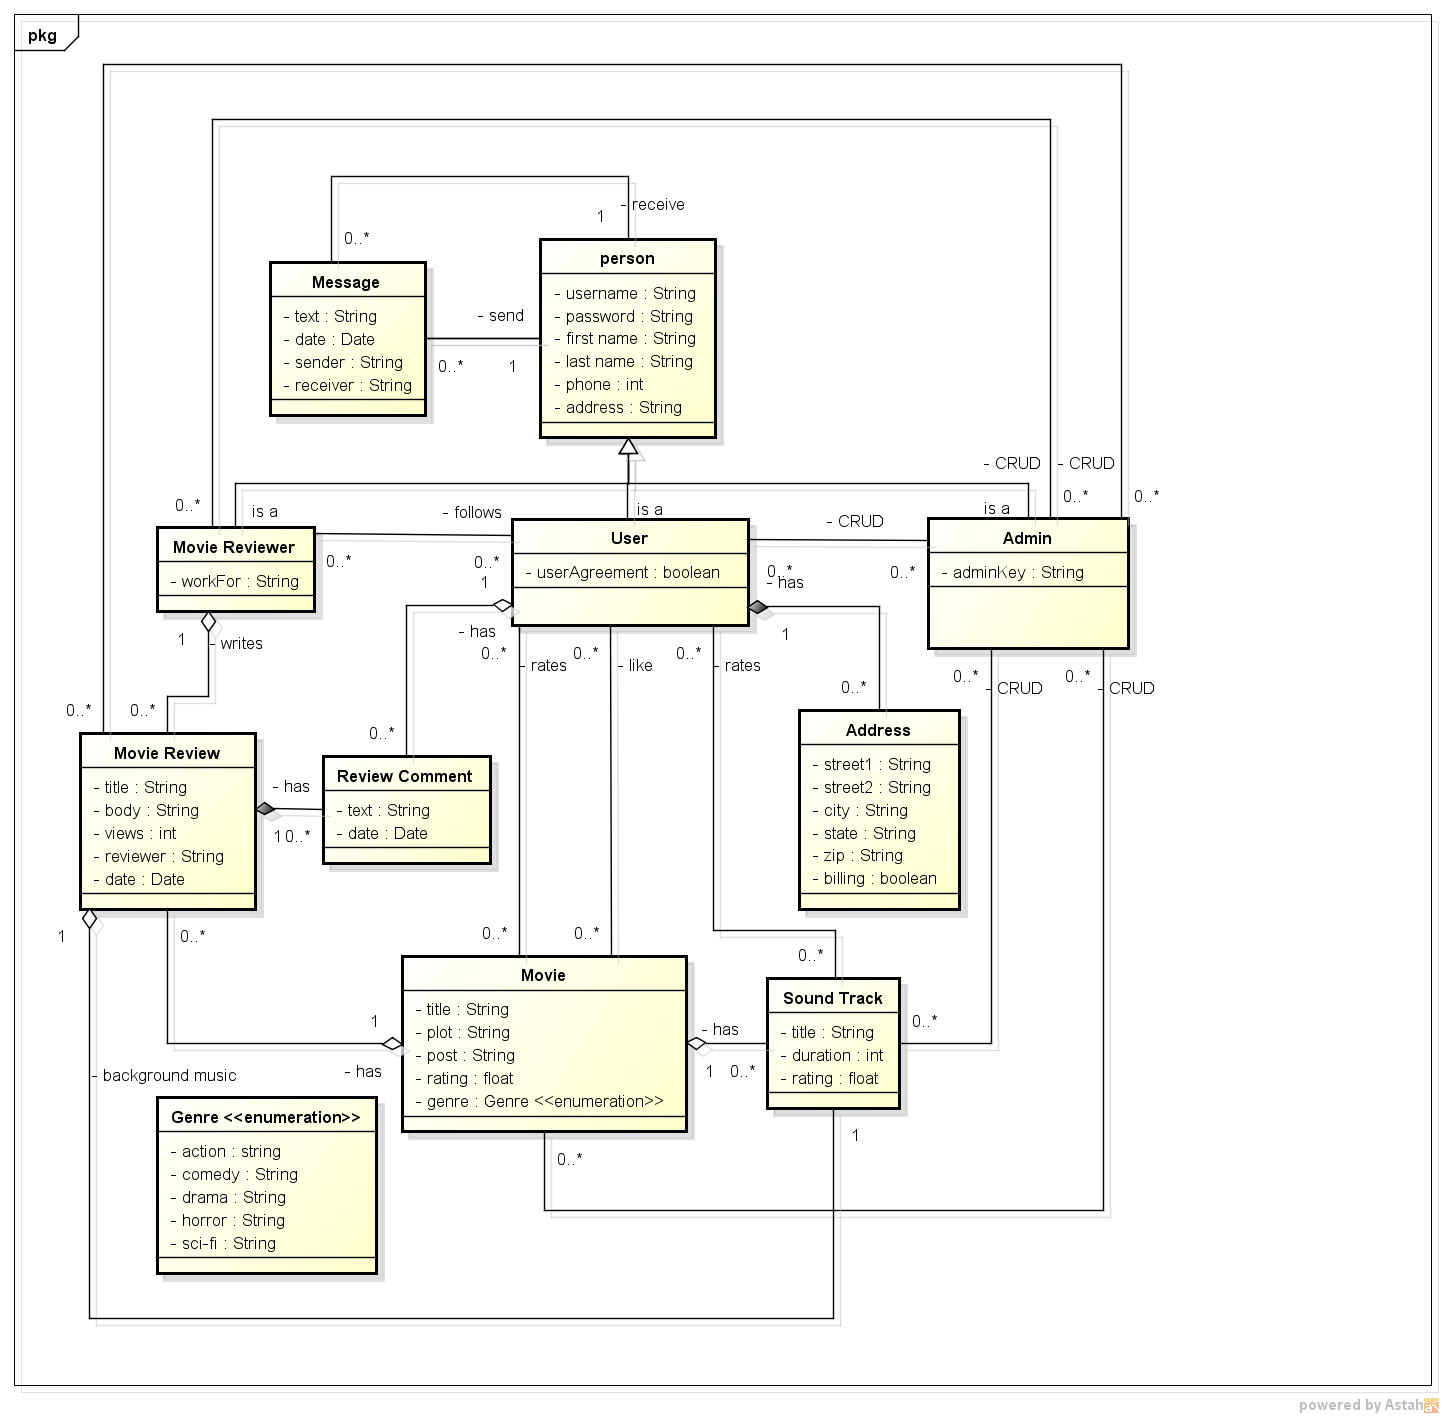 pkg
- receive
1
0..*
person
- username : String
- password : String
- first name : String
- last name : String
- phone : int
- address : String
Message
- text : String
- date : Date
- sender : String
- receiver : String
- send
0..*
1
- CRUD
- CRUD
0..*
0..*
0..*
is a
- follows
is a
- CRUD
is a
Movie Reviewer
- workFor : String
0..*
0..*
User
- userAgreement : boolean
0..*
0..*
Admin
- adminKey : String
1
- has
- has
1
1
- writes
0..*
- rates
0..*
- like
0..*
- rates
0..*
- CRUD
0..*
- CRUD
0..*
0..*
0..*
0..*
Movie Review
- title : String
- body : String
- views : int
- reviewer : String
- date : Date
- has
1
0..*
Review Comment
- text : String
- date : Date
Address
- street1 : String
- street2 : String
- city : String
- state : String
- zip : String
- billing : boolean
1
0..*
0..*
0..*
0..*
1
- has
Movie
- title : String
- plot : String
- post : String
- rating : float
- genre : Genre <<enumeration>>
- has
1
0..*
Sound Track
- title : String
- duration : int
- rating : float
0..*
- background music
Genre <<enumeration>>
- action : string
- comedy : String
- drama : String
- horror : String
- sci-fi : String
0..*
1
powered by Astah